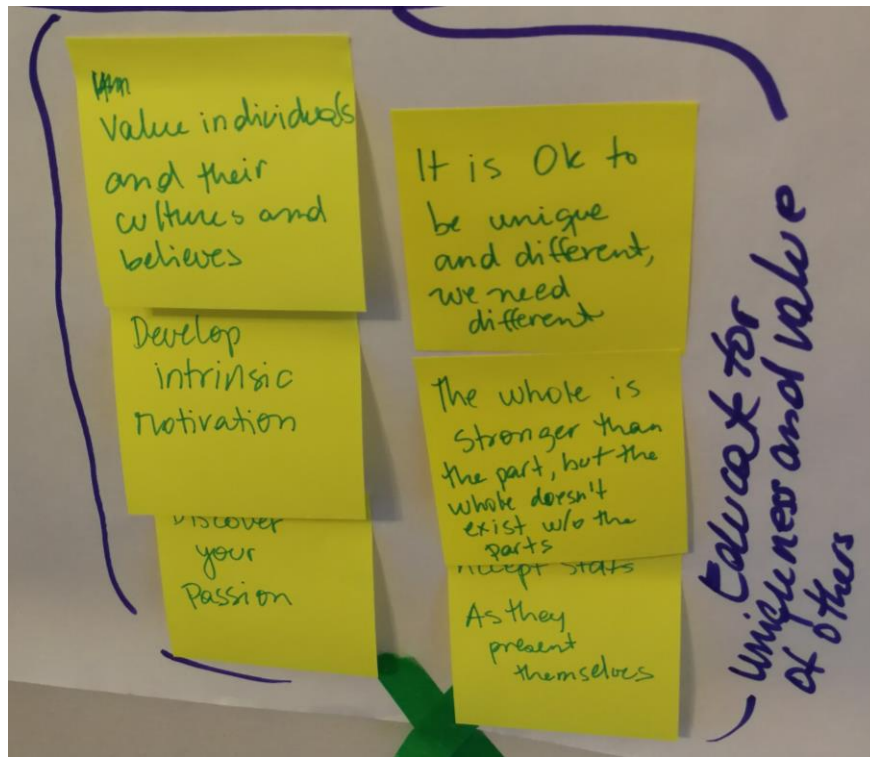 Value individuals
and their
cultures and
believes
Develop
intrinsic
motivation
Discover
your
Passion
It is Ok to
be unique
and different,
we need
different
The whole is
stronger than
the part, but the
whole doesn't
exist w/o the
parts
Accept
As they
present
themselves
Educate for
uniqueness and value
of others